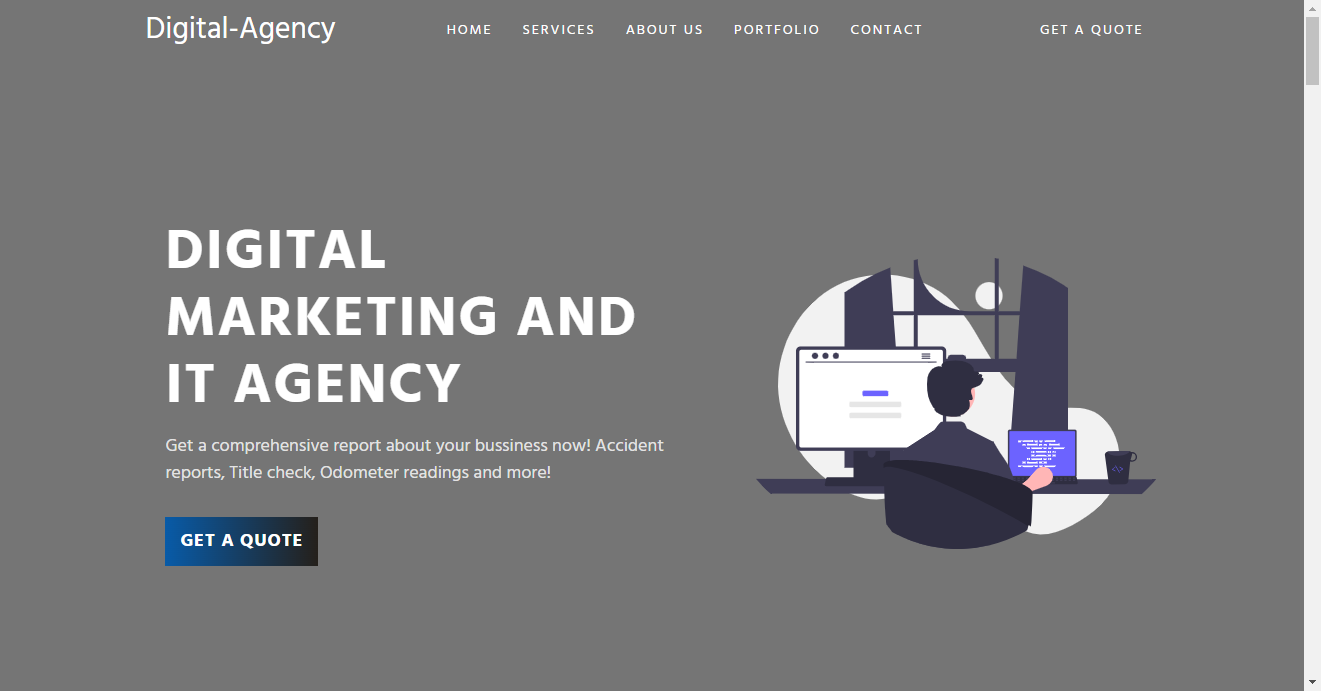 Digital-Agency
HOME SERVICES ABOUT US PORTFOLIO CONTACT GET A QUOTE
DIGITAL
MARKETING AND
IT AGENCY
Get a comprehensive report about your bussiness now! Accident
reports, Title check, Odometer readings and more!
GET A QUOTE